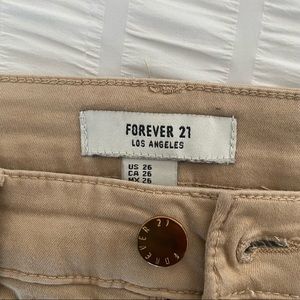 FOREVER 21
LOS ANGELES
US 26
CA 26
MX 26
FOREVER 21